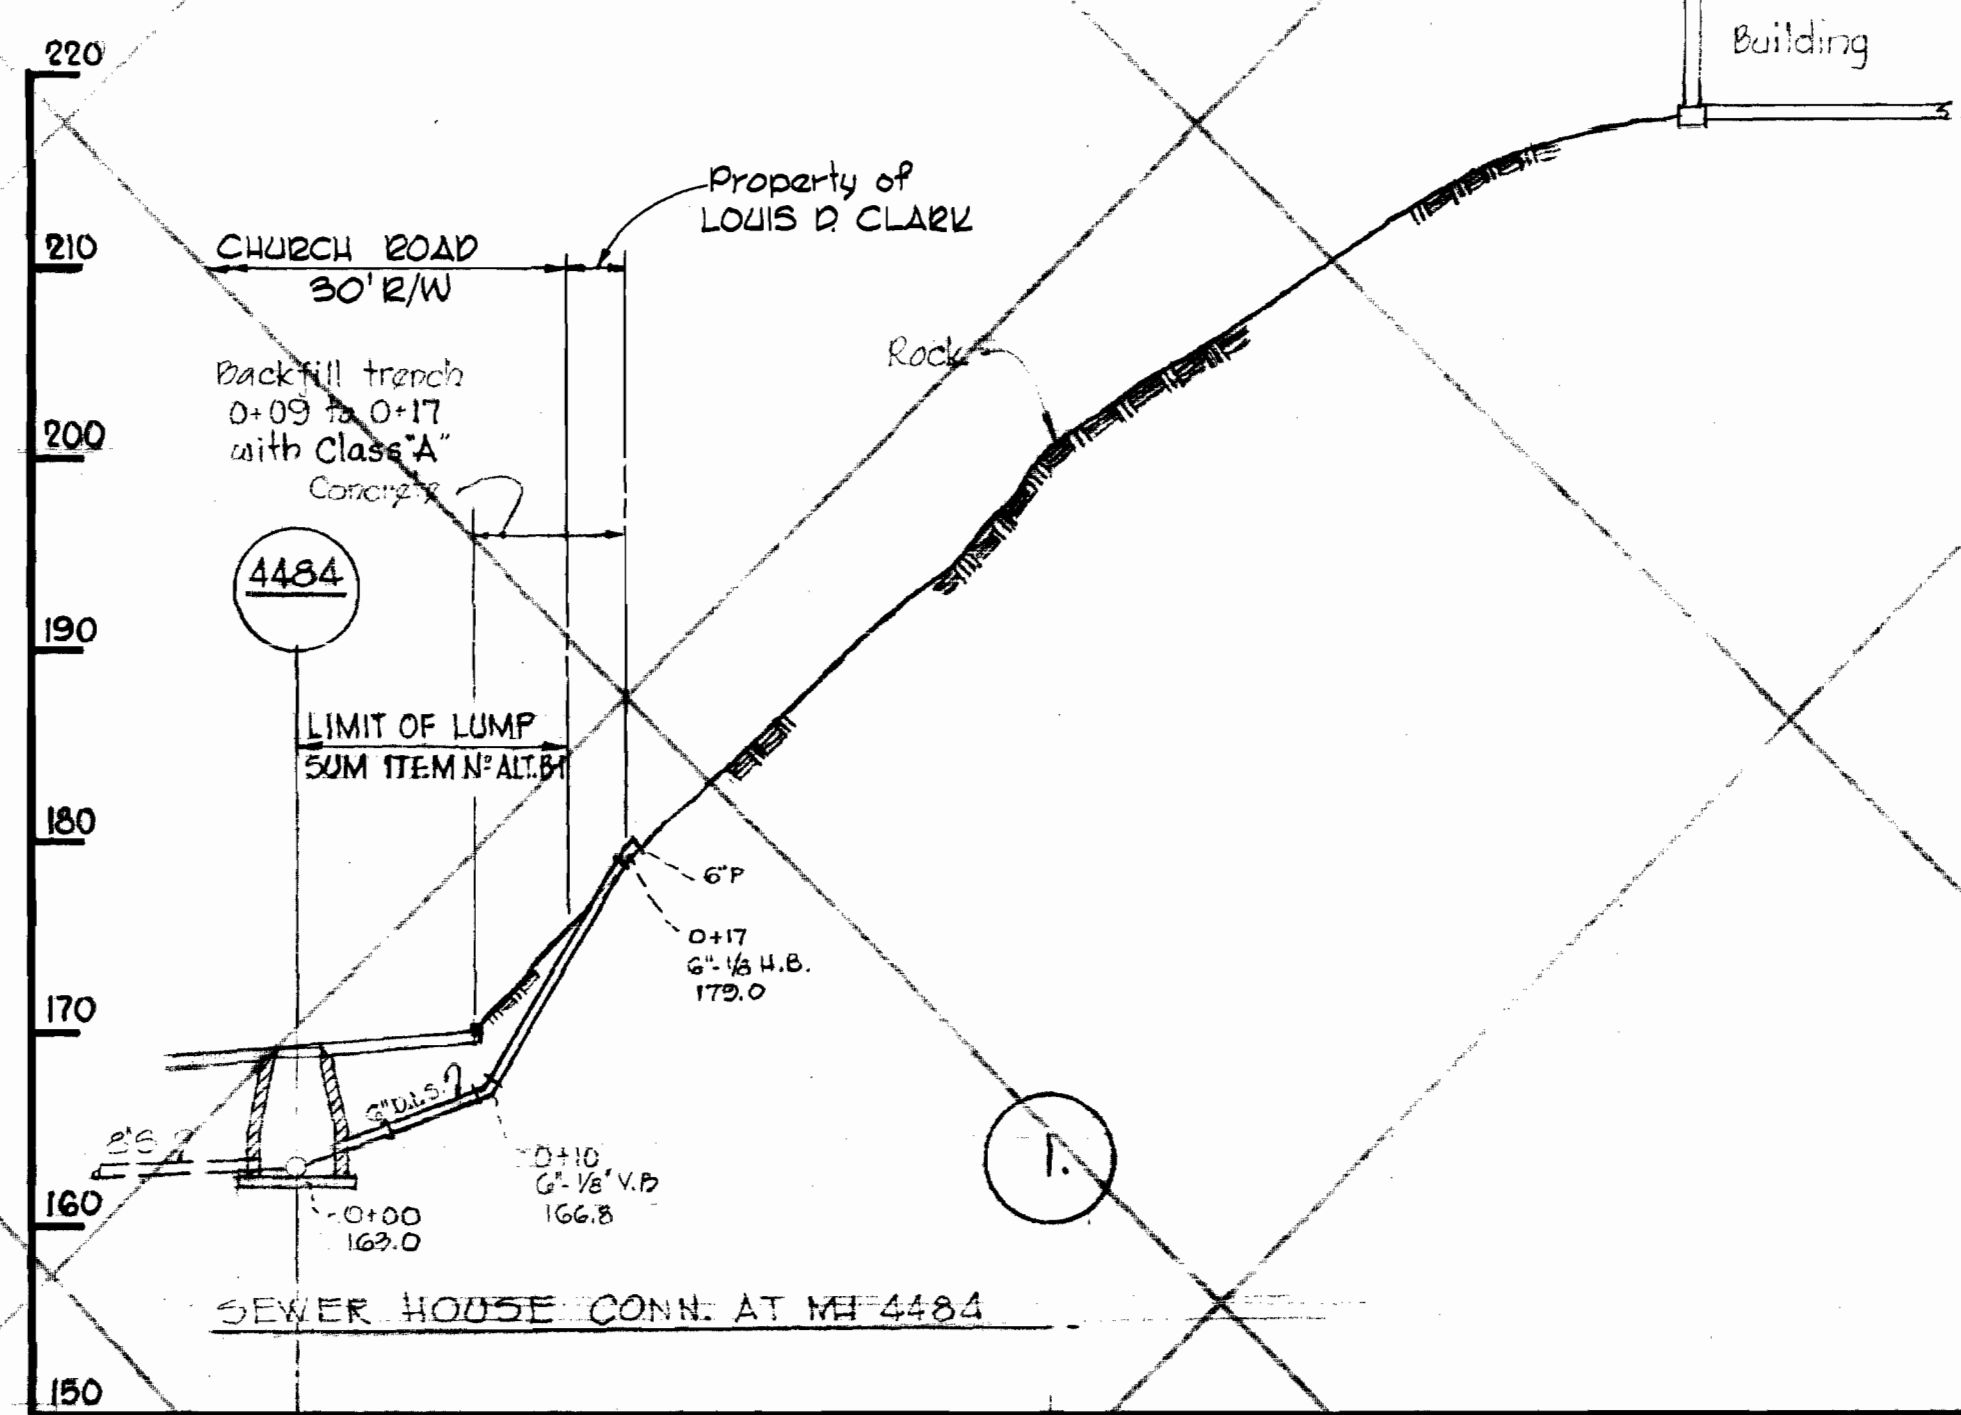 220
Building
Property of
LOUIS D. CLARK
210
CHURCH ROAD
30' R/W
Rock
Backfill trench
0+09 to 0+17
with Class "A"
Concrete
200
4484
190
LIMIT OF LUMP
SUM ITEM Nº ALT.B1
180
6"P
0+17
6"-1/8 H.B.
179.0
170
6" D.I.S.
8"S
0+10
6"-1/8" V.B
166.8
1.
160
0+00
163.0
SEWER HOUSE CONN. AT MH 4484
150